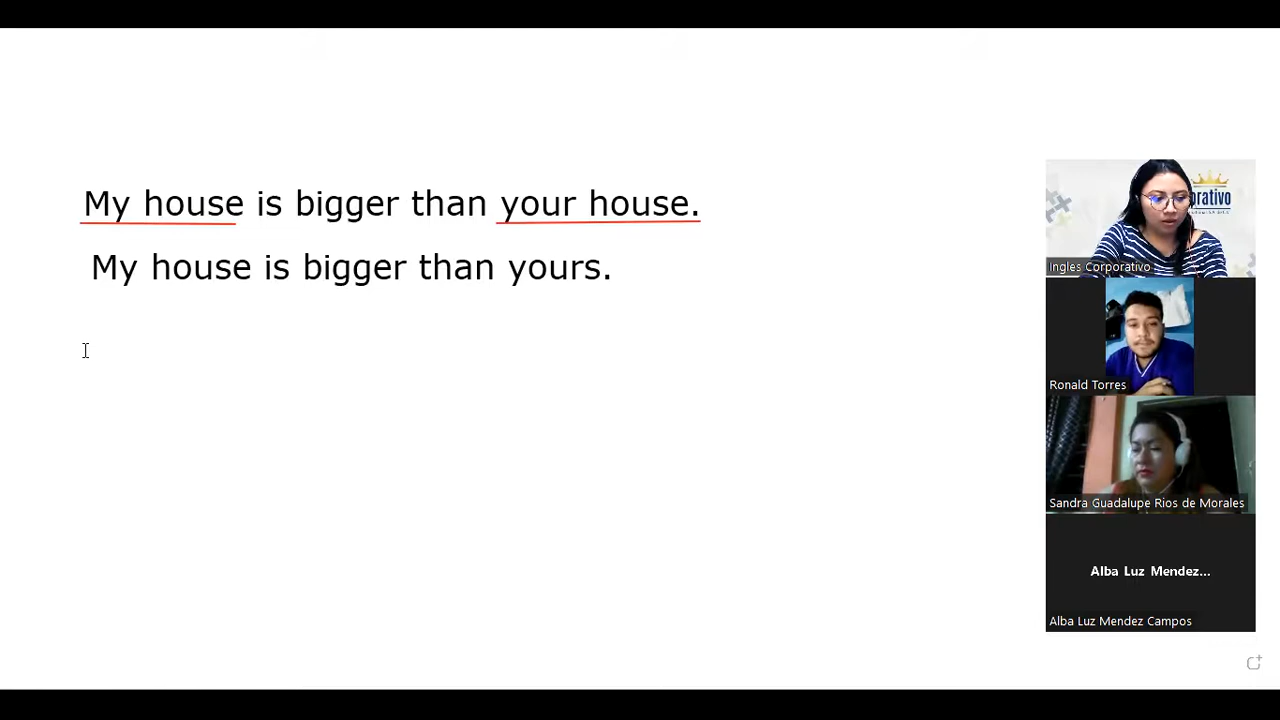 My house is bigger than your house.
My house is bigger than yours.
orativo
Ingles Corporativo
Ronald Torres
Sandra Guadalupe Rios de Morales
Alba Luz Mendez...
Alba Luz Mendez Campos